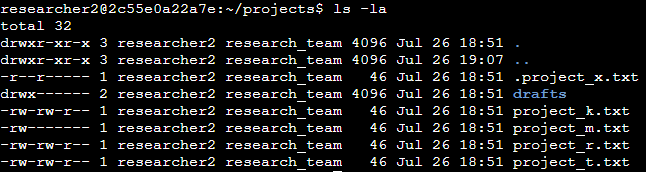 researcher2@2c55e0a22a7e:~/projects$ ls -la
total 32
drwxr-xr-x 3 researcher2 research_team 4096 Jul 26 18:51 .
drwxr-xr-x 3 researcher2 research_team 4096 Jul 26 19:07 ..
-r--r----- 1 researcher2 research_team   46 Jul 26 18:51 .project_x.txt
drwx------ 2 researcher2 research_team 4096 Jul 26 18:51 drafts
-rw-rw-r-- 1 researcher2 research_team   46 Jul 26 18:51 project_k.txt
-rw------- 1 researcher2 research_team   46 Jul 26 18:51 project_m.txt
-rw-rw-r-- 1 researcher2 research_team   46 Jul 26 18:51 project_r.txt
-rw-rw-r-- 1 researcher2 research_team   46 Jul 26 18:51 project_t.txt